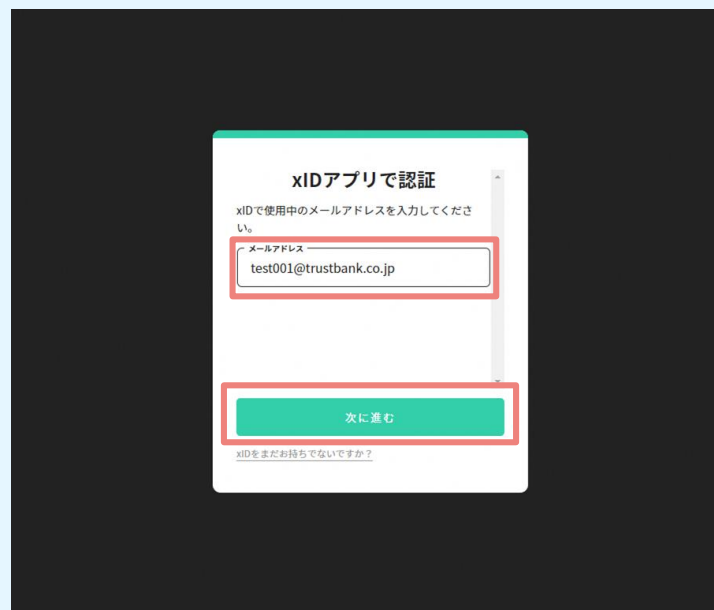 xIDアプリで認証
xIDで使用中のメールアドレスを入力してくださ
い。
メールアドレス
test001@trustbank.co.jp
次に進む
xIDをまだお持ちでないですか？